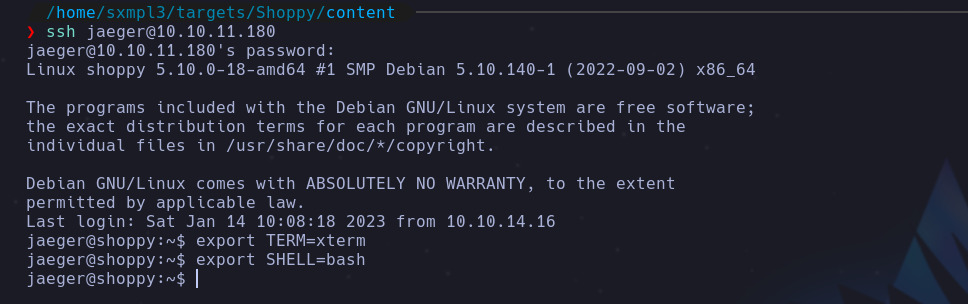 /home/sxmpl3/targets/Shoppy/content
❯ ssh jaeger@10.10.11.180
jaeger@10.10.11.180's password:
Linux shoppy 5.10.0-18-amd64 #1 SMP Debian 5.10.140-1 (2022-09-02) x86_64
The programs included with the Debian GNU/Linux system are free software;
the exact distribution terms for each program are described in the
individual files in /usr/share/doc/*/copyright.
Debian GNU/Linux comes with ABSOLUTELY NO WARRANTY, to the extent
permitted by applicable law.
Last login: Sat Jan 14 10:08:18 2023 from 10.10.14.16
jaeger@shoppy:~$ export TERM=xterm
jaeger@shoppy:~$ export SHELL=bash
jaeger@shoppy:~$